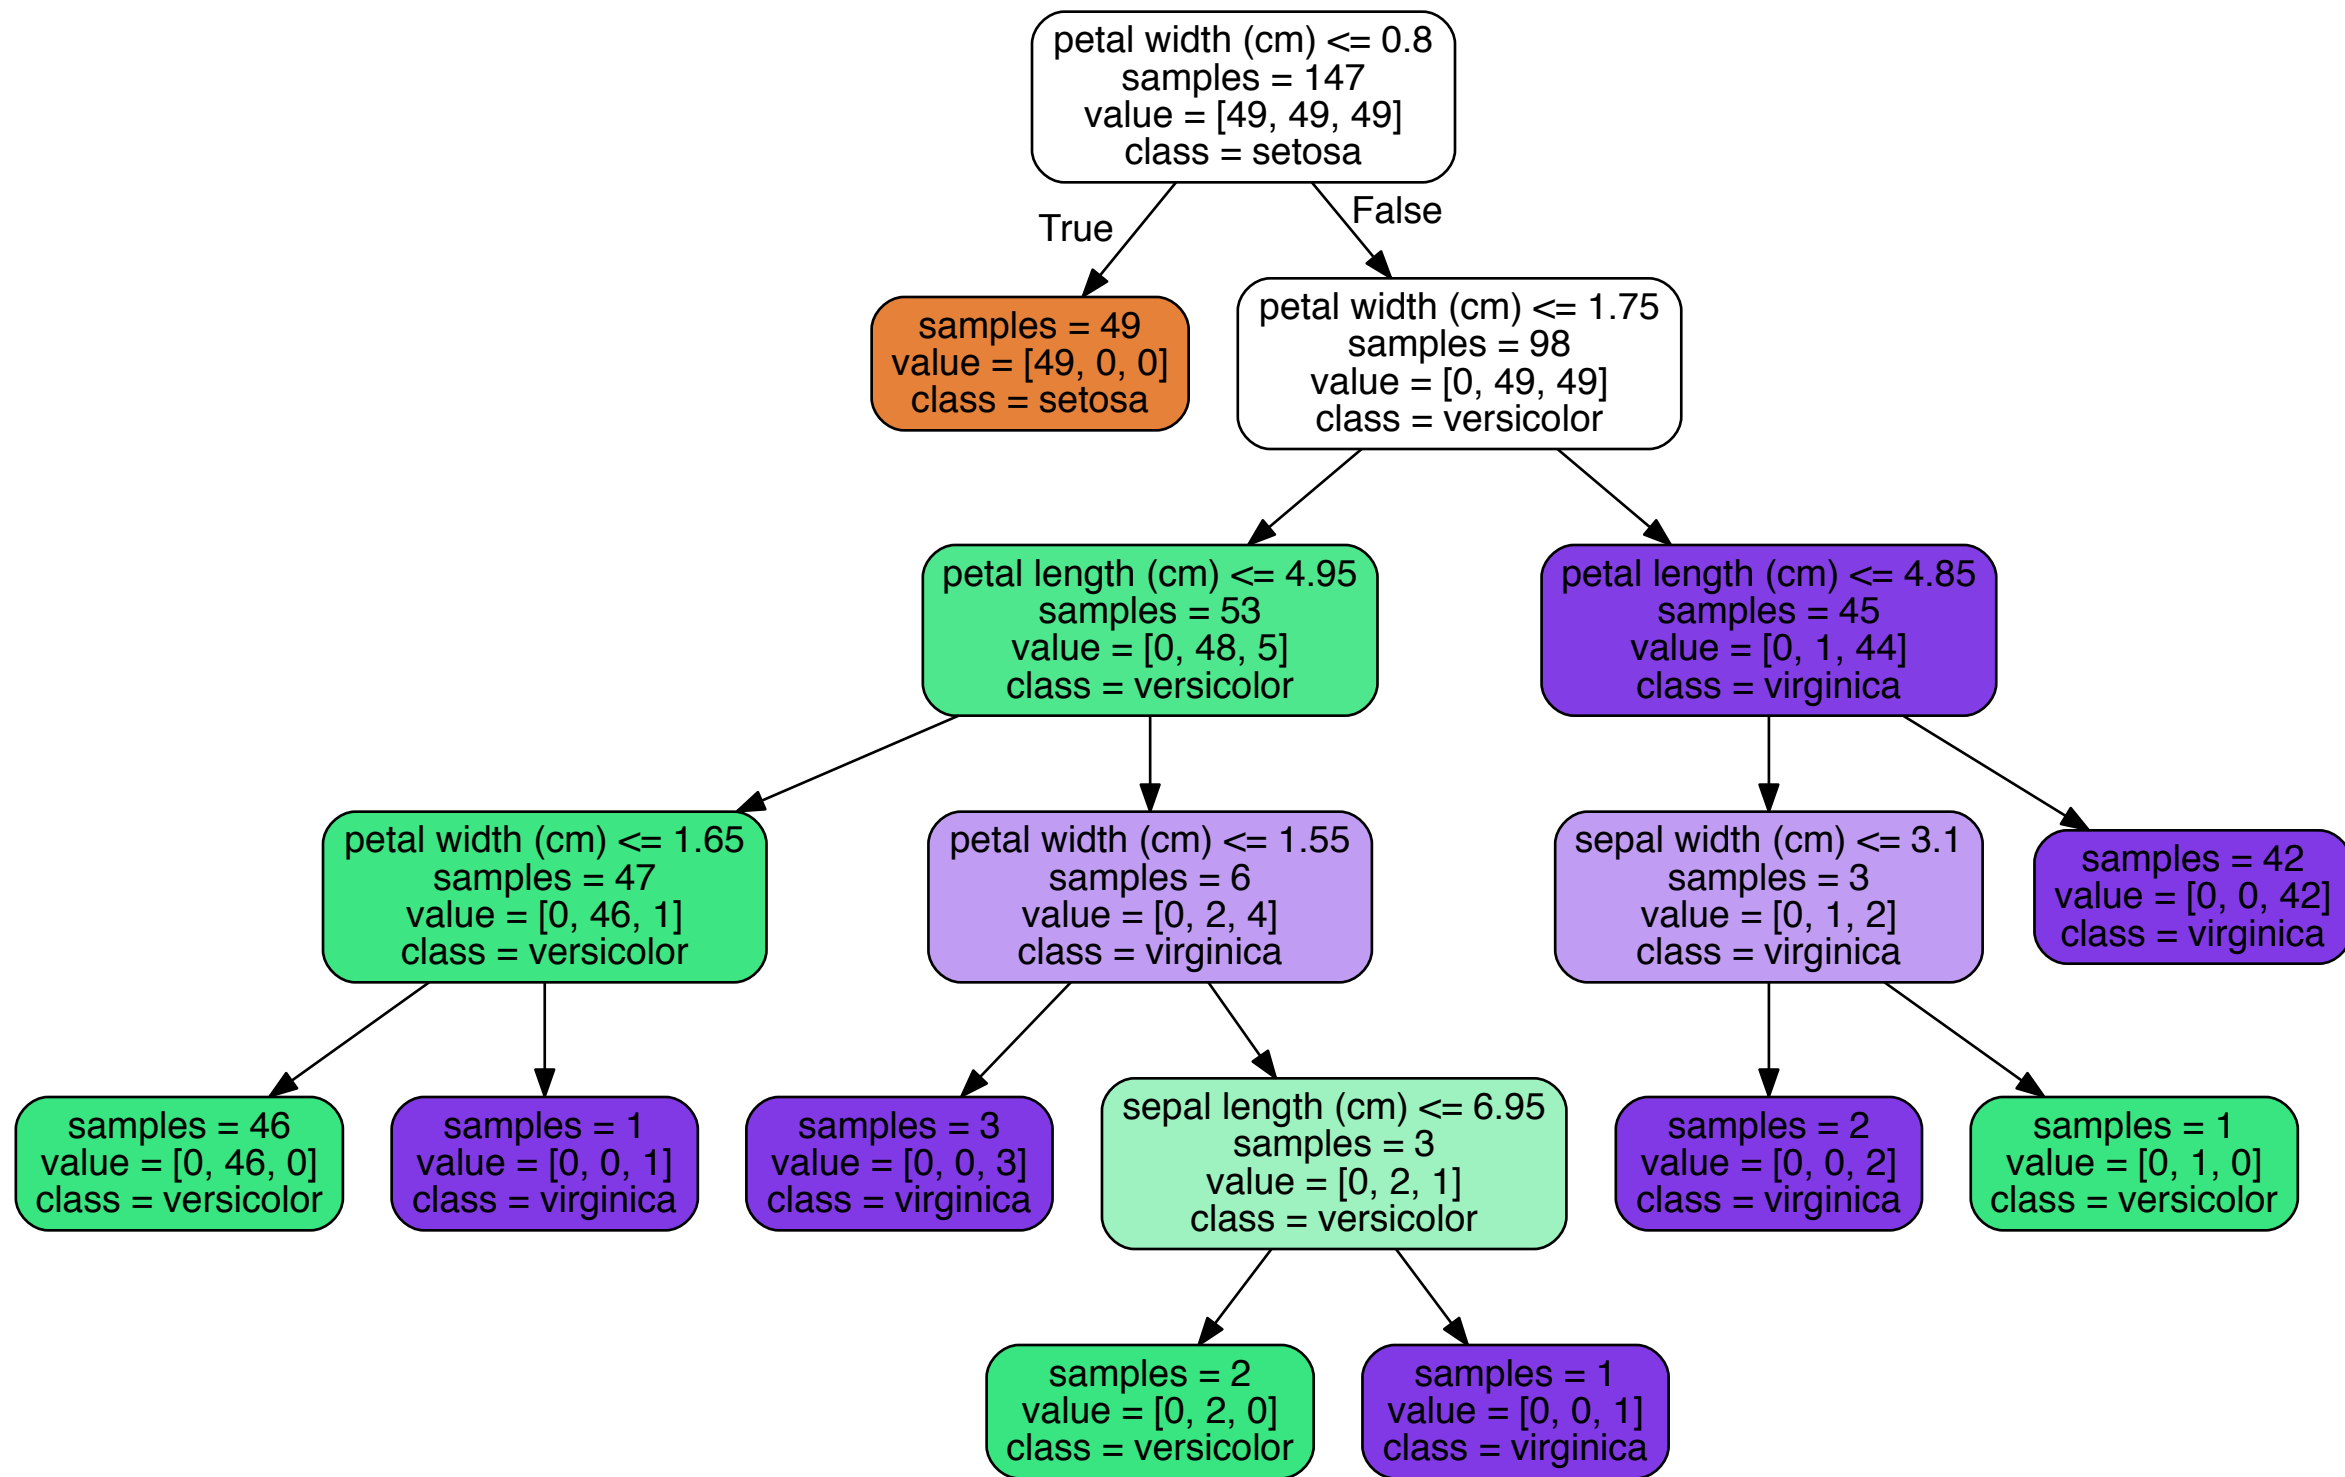 petal width (cm) <= 0.8
samples = 147
value = [49, 49, 49]
class = setosa
True
False
samples = 49
value = [49, 0, 0]
class = setosa
petal width (cm) <= 1.75
samples = 98
value = [0, 49, 49]
class = versicolor
petal length (cm) <= 4.95
samples = 53
value = [0, 48, 5]
class = versicolor
petal length (cm) <= 4.85
samples = 45
value = [0, 1, 44]
class = virginica
petal width (cm) <= 1.65
samples = 47
value = [0, 46, 1]
class = versicolor
petal width (cm) <= 1.55
samples = 6
value = [0, 2, 4]
class = virginica
sepal width (cm) <= 3.1
samples = 3
value = [0, 1, 2]
class = virginica
samples = 42
value = [0, 0, 42]
class = virginica
samples = 46
value = [0, 46, 0]
class = versicolor
samples = 1
value = [0, 0, 1]
class = virginica
samples = 3
value = [0, 0, 3]
class = virginica
sepal length (cm) <= 6.95
samples = 3
value = [0, 2, 1]
class = versicolor
samples = 2
value = [0, 0, 2]
class = virginica
samples = 1
value = [0, 1, 0]
class = versicolor
samples = 2
value = [0, 2, 0]
class = versicolor
samples = 1
value = [0, 0, 1]
class = virginica